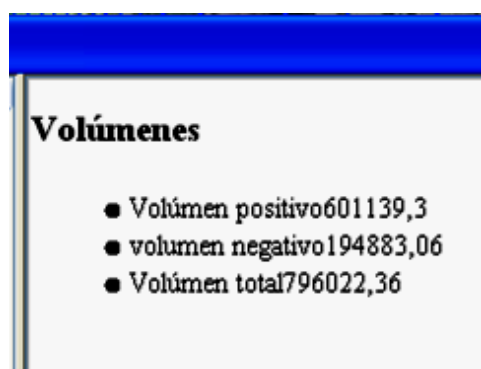 Volúmenes
Volúmen positivo601139,3
volumen negativo194883,06
Volúmen total796022,36